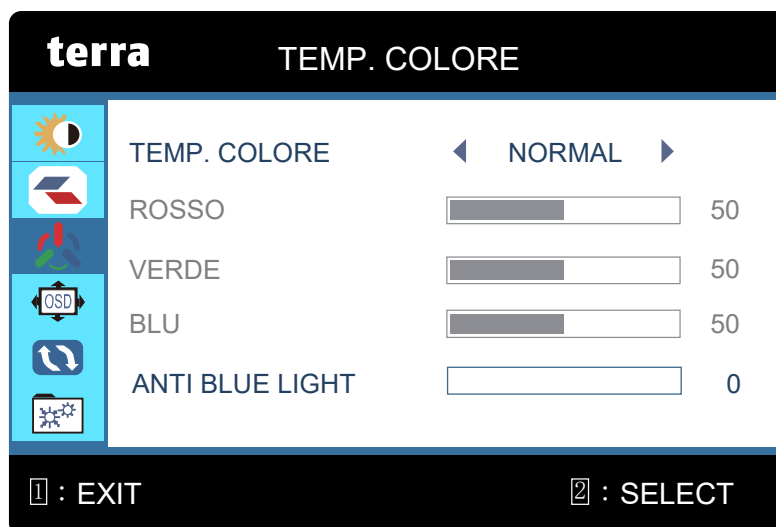 terra TEMP. COLORE
TEMP. COLORE NORMAL
ROSSO 50
VERDE 50
OSD
BLU 50
ANTI BLUE LIGHT 0
1 : EXIT 2 : SELECT